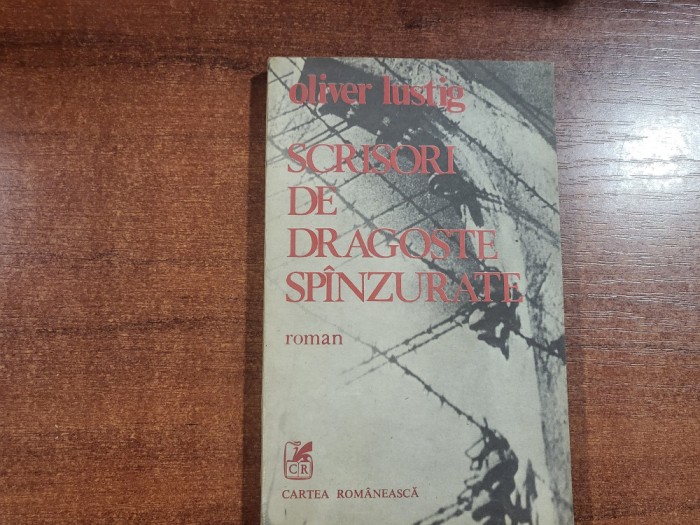 oliver lustig
SCRISORI
DE
DRAGOSTE
SPÎNZURATE
roman
CR
CARTEA ROMÂNEASCĂ